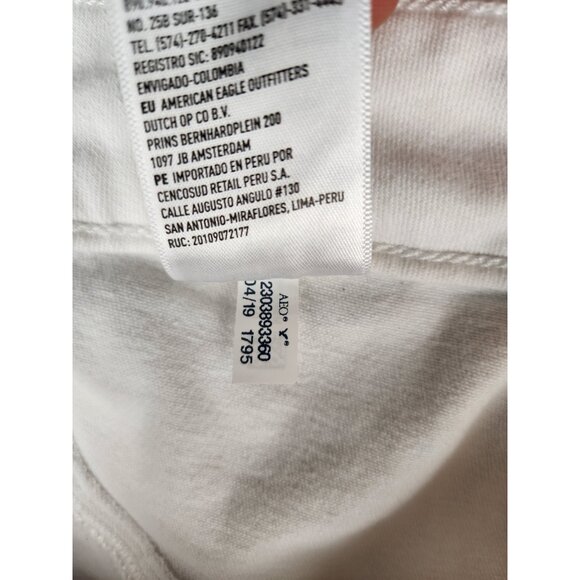 NO. 25B SUR-136
TEL. (574)-270-4211 FAX. (574)-331-4442
REGISTRO SIC: 890940122
ENVIGADO-COLOMBIA
EU AMERICAN EAGLE OUTFITTERS
DUTCH OP CO B.V.
PRINS BERNHARDPLEIN 200
1097 JB AMSTERDAM
PE IMPORTADO EN PERU POR
CENCOSUD RETAIL PERU S.A.
CALLE AUGUSTO ANGULO #130
SAN ANTONIO-MIRAFLORES, LIMA-PERU
RUC: 20109072177
AEO®
2303893360
04/19 1795